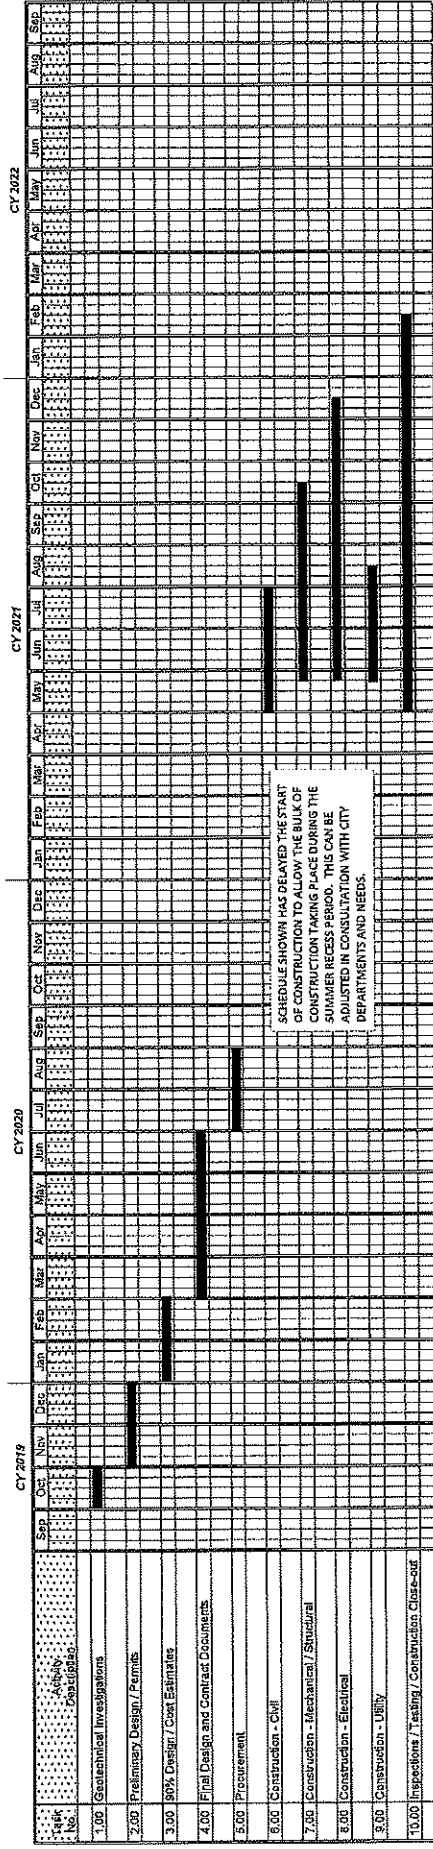 CY 2019 CY 2020 CY 2021 CY 2022
Task No. Activity Description Sep Oct Nov Dec Jan Feb Mar Apr May Jun Jul Aug Sep Oct Nov Dec Jan Feb Mar Apr May Jun Jul Aug Sep Oct Nov Dec Jan Feb Mar Apr May Jun Jul Aug Sep
1.00 Geotechnical Investigations
2.00 Preliminary Design / Permits
3.00 90% Design / Cost Estimates
4.00 Final Design and Contract Documents
5.00 Procurement
6.00 Construction - Civil
7.00 Construction - Mechanical / Structural
8.00 Construction - Electrical
9.00 Construction - Utility
10.00 Inspections / Testing / Construction Close-out
SCHEDULE SHOWN HAS DELAYED THE START
OF CONSTRUCTION TO ALLOW THE BULK OF
CONSTRUCTION TAKING PLACE DURING THE
SUMMER RECESS PERIOD. THIS CAN BE
ADJUSTED IN CONSULTATION WITH CITY
DEPARTMENTS AND NEEDS.